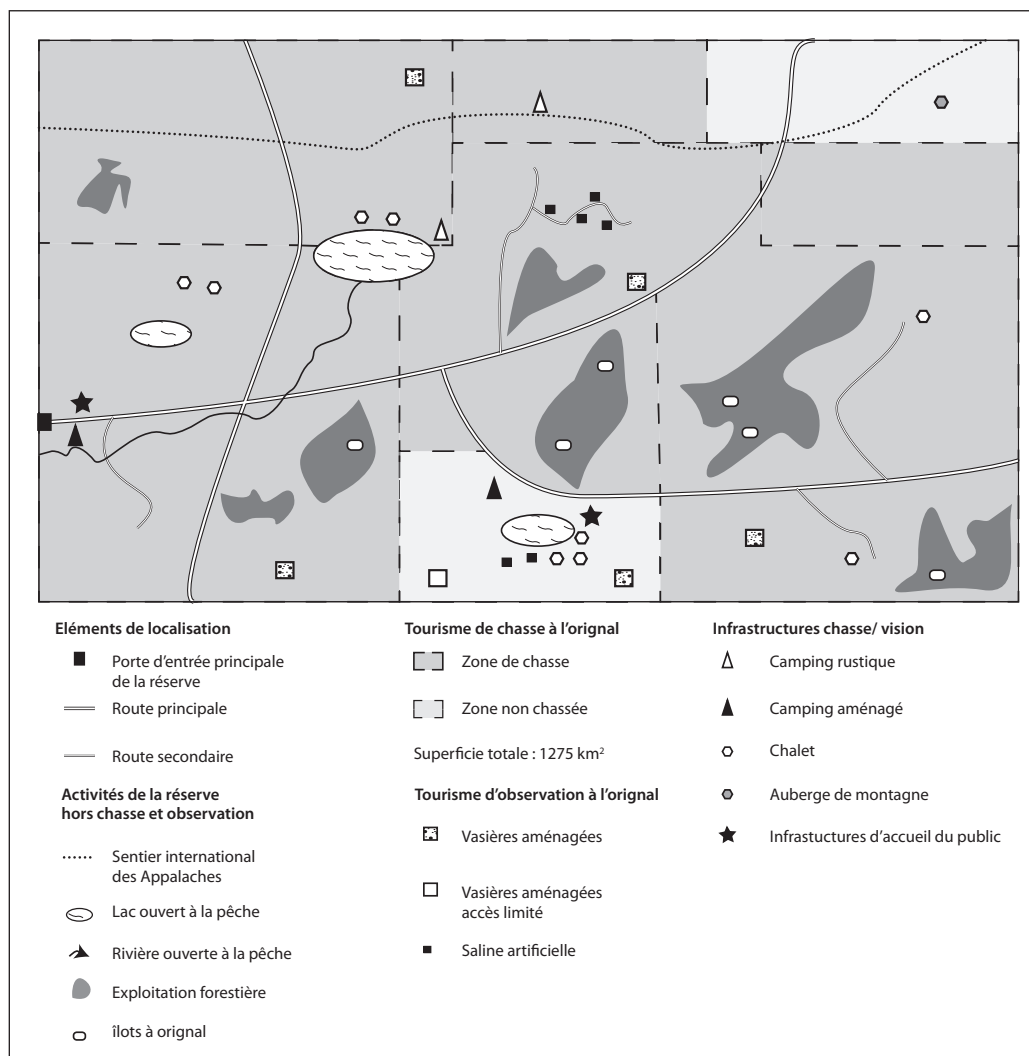 Eléments de localisation
Porte d'entrée principale
de la réserve
Route principale
Route secondaire
Activités de la réserve
hors chasse et observation
Sentier international
des Appalaches
Lac ouvert à la pêche
Rivière ouverte à la pêche
Exploitation forestière
îlots à orignal
Tourisme de chasse à l'orignal
Zone de chasse
Zone non chassée
Superficie totale : 1275 km²
Tourisme d'observation à l'orignal
Vasières aménagées
Vasières aménagées
accès limité
Saline artificielle
Infrastructures chasse/ vision
Camping rustique
Camping aménagé
Chalet
Auberge de montagne
Infrastuctures d'accueil du public